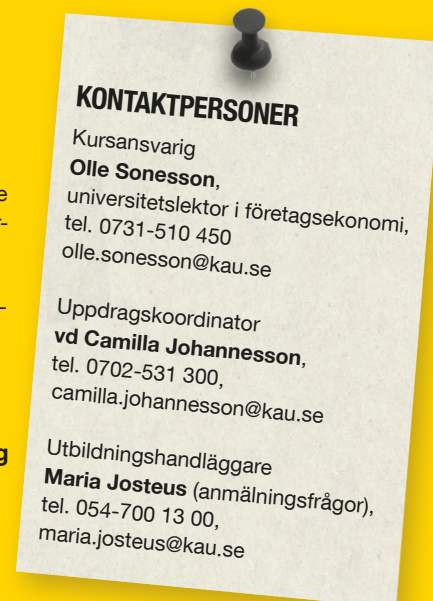 KONTAKTPERSONER
Kursansvarig
Olle Sonesson,
universitetslektor i företagsekonomi,
tel. 0731-510 450
olle.sonesson@kau.se
Uppdragskoordinator
vd Camilla Johannesson,
tel. 0702-531 300,
camilla.johannesson@kau.se
Utbildningshandläggare
Maria Josteus (anmälningsfrågor),
tel. 054-700 13 00,
maria.josteus@kau.se